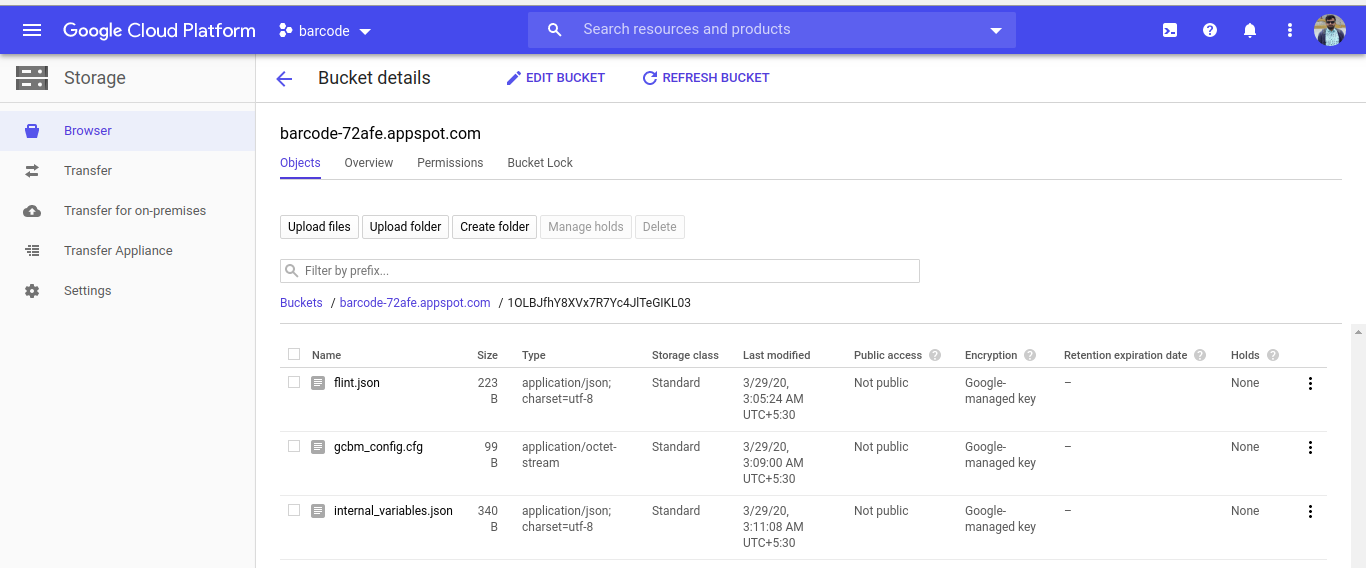 Google Cloud Platform barcode Search resources and products
Storage Bucket details EDIT BUCKET REFRESH BUCKET
Browser
Transfer
Transfer for on-premises
Transfer Appliance
Settings
barcode-72afe.appspot.com
Objects Overview Permissions Bucket Lock
Upload files Upload folder Create folder Manage holds Delete
Filter by prefix...
Buckets / barcode-72afe.appspot.com / 1OLBJfhY8XVx7R7Yc4JlTeGIKL03
Name Size Type Storage class Last modified Public access Encryption Retention expiration date Holds
flint.json 223 application/json; Standard 3/29/20, Not public Google- – None
B charset=utf-8 3:05:24 AM managed key
UTC+5:30
gcbm_config.cfg 99 application/octet- Standard 3/29/20, Not public Google- – None
B stream 3:09:00 AM managed key
UTC+5:30
internal_variables.json 340 application/json; Standard 3/29/20, Not public Google- – None
B charset=utf-8 3:11:08 AM managed key
UTC+5:30